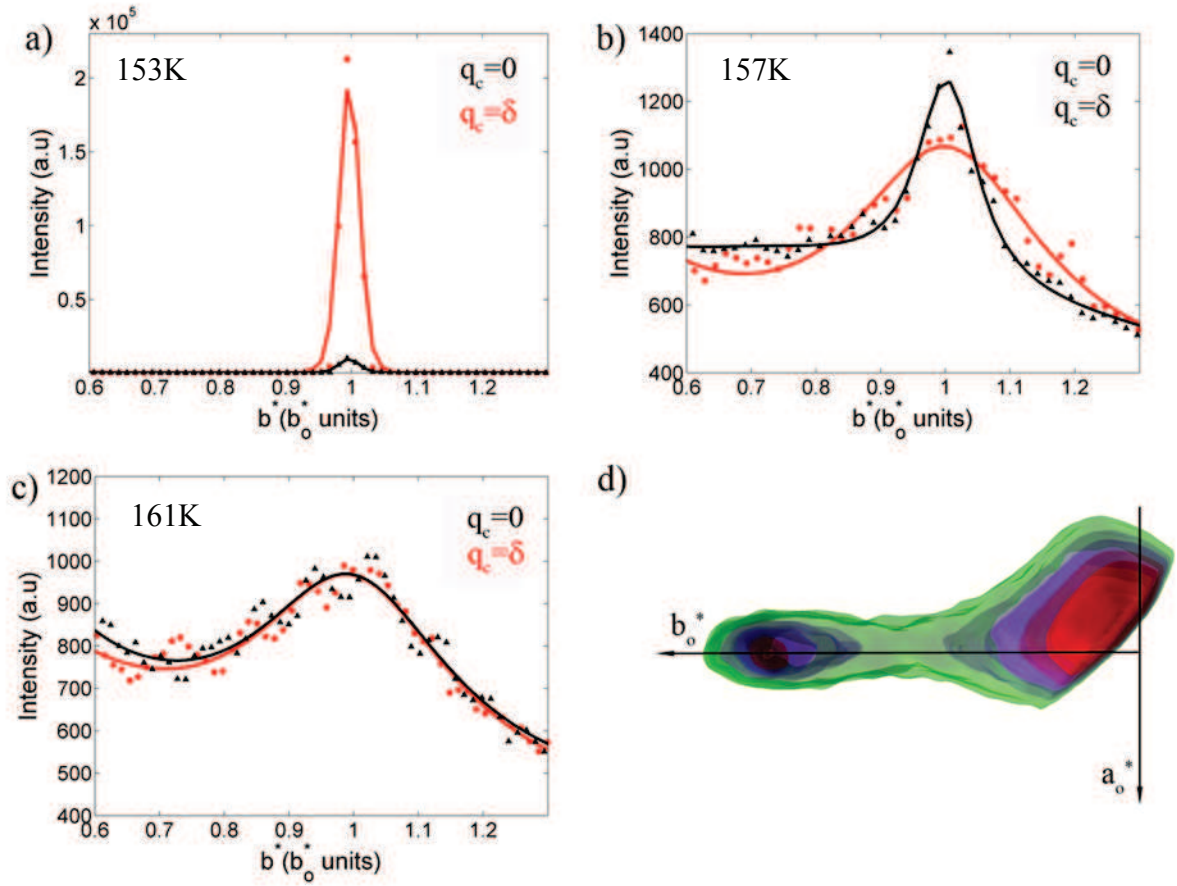 a)
x 10^5
153K
q_c=0
q_c=δ
2
1.5
1
0.5
Intensity (a.u)
0.6 0.7 0.8 0.9 1 1.1 1.2
b*(b*_o units)
b)
157K
q_c=0
q_c=δ
1400
1200
1000
800
600
400
Intensity (a.u)
0.6 0.7 0.8 0.9 1 1.1 1.2
b*(b*_o units)
c)
161K
q_c=0
q_c=δ
1200
1100
1000
900
800
700
600
500
400
Intensity (a.u)
0.6 0.7 0.8 0.9 1 1.1 1.2
b*(b*_o units)
d)
b_o*
a_o*